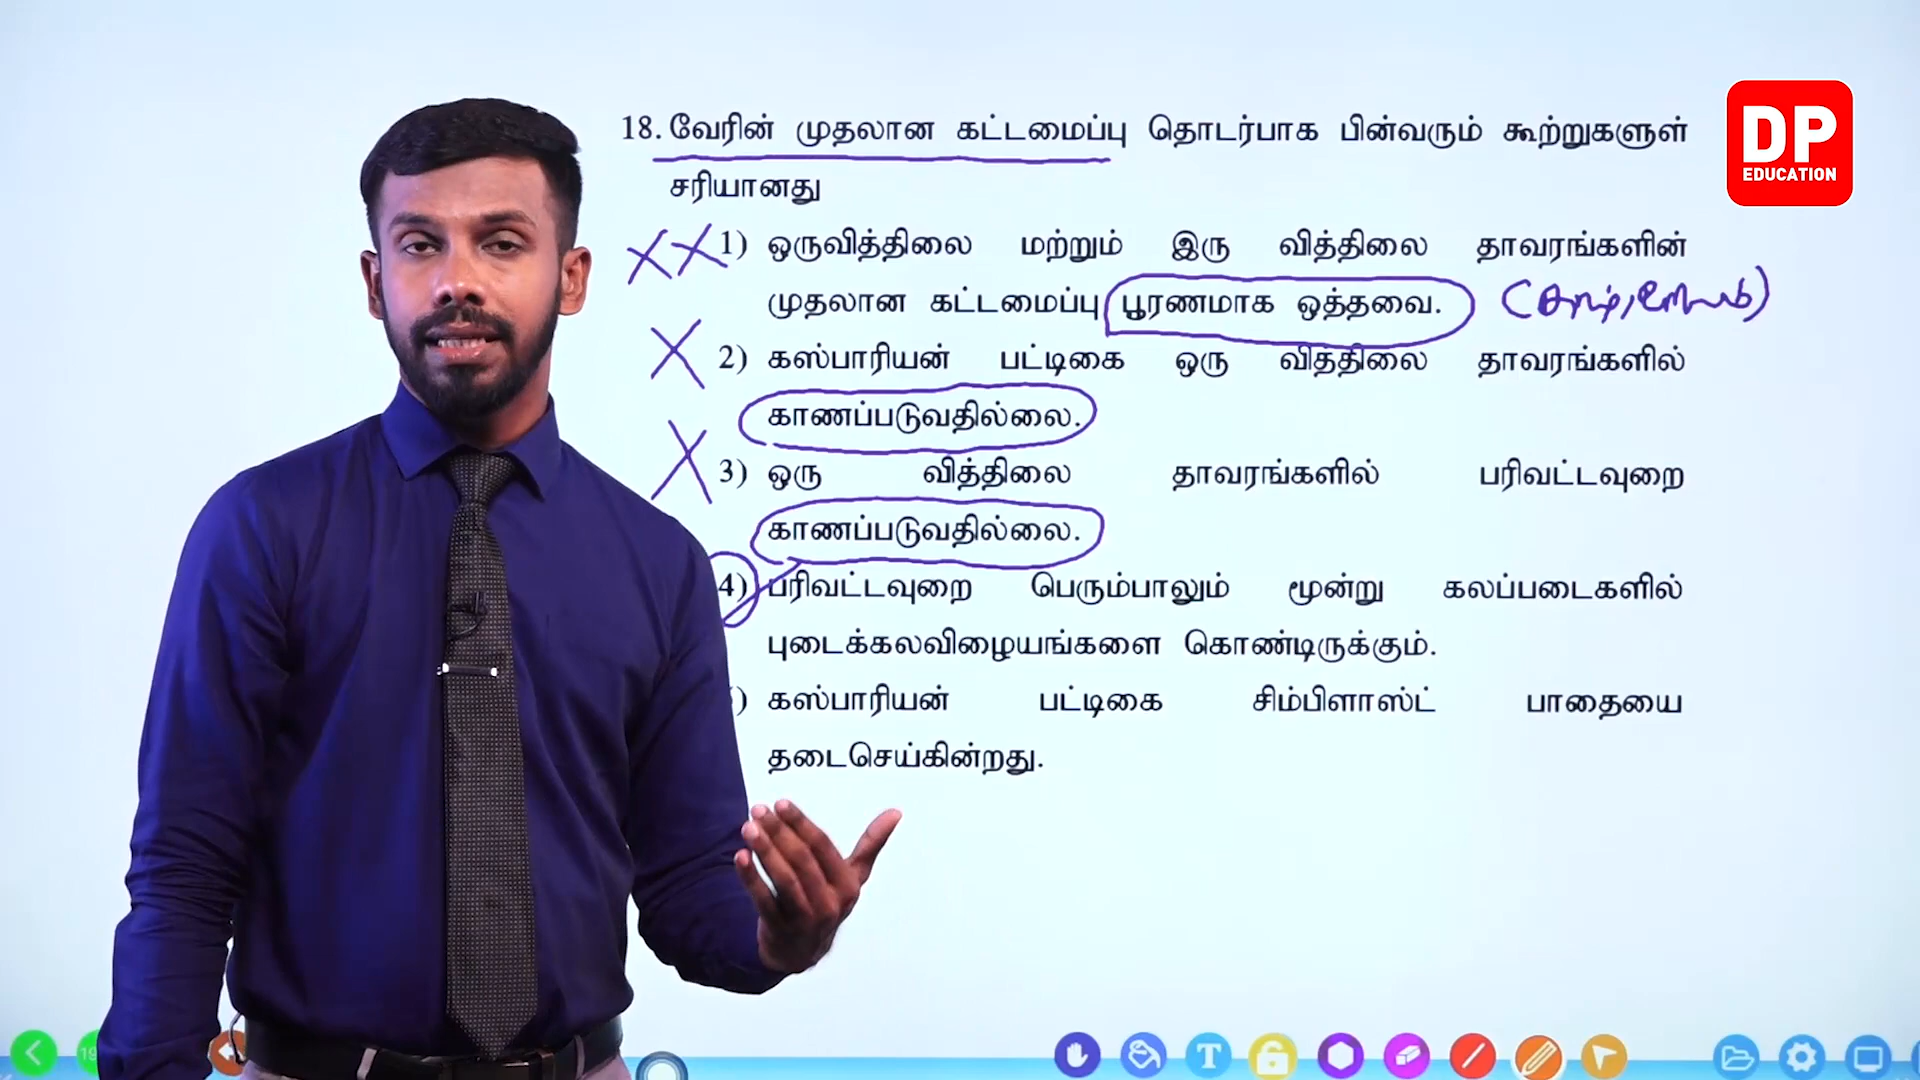 DP
EDUCATION
18. வேரின் முதலான கட்டமைப்பு தொடர்பாக பின்வரும் கூற்றுகளுள்
சரியானது
1) ஒருவித்திலை மற்றும் இரு வித்திலை தாவரங்களின்
முதலான கட்டமைப்பு பூரணமாக ஒத்தவை.
2) கஸ்பாரியன் பட்டிகை ஒரு வித்திலை தாவரங்களில்
காணப்படுவதில்லை.
3) ஒரு வித்திலை தாவரங்களில் பரிவட்டவுறை
காணப்படுவதில்லை.
4) பரிவட்டவுறை பெரும்பாலும் மூன்று கலப்படைகளில்
புடைக்கலவிழையங்களை கொண்டிருக்கும்.
) கஸ்பாரியன் பட்டிகை சிம்பிளாஸ்ட் பாதையை
தடைசெய்கின்றது.
19
T